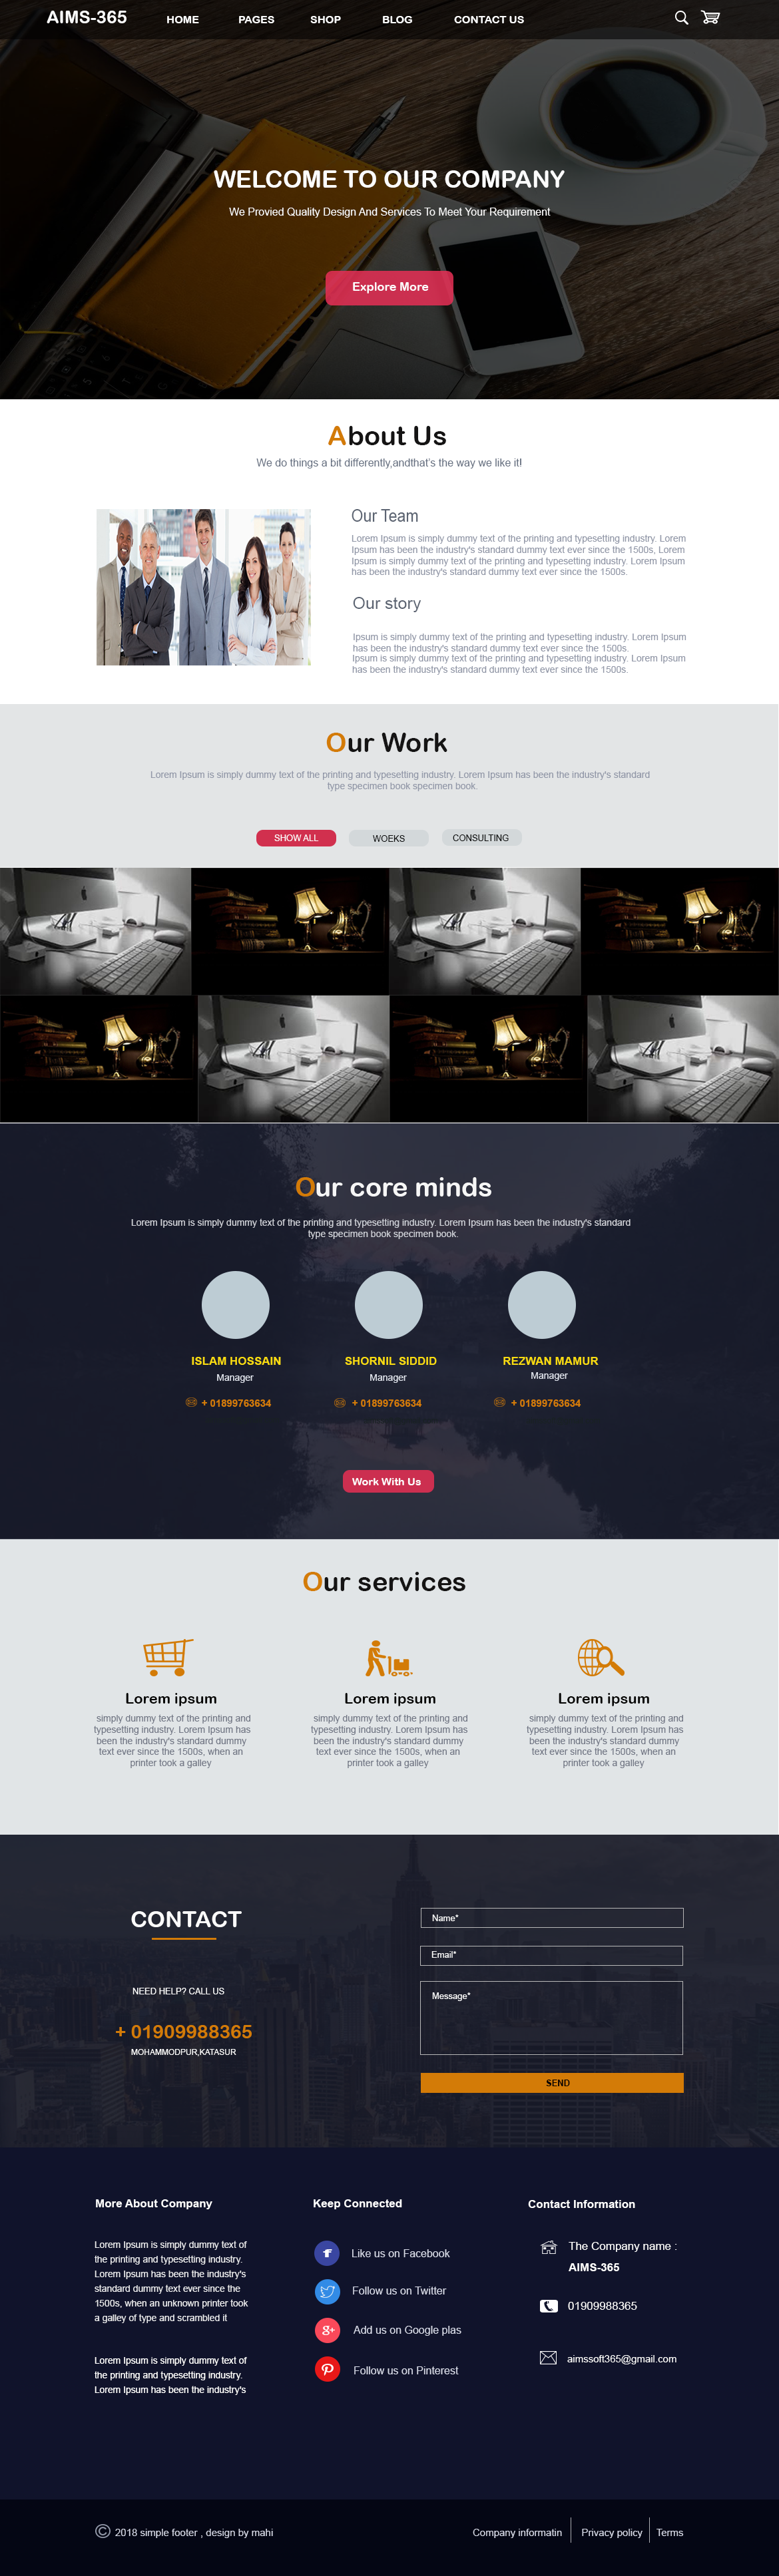 AIMS-365 HOME PAGES SHOP BLOG CONTACT US
WELCOME TO OUR COMPANY
We Provied Quality Design And Services To Meet Your Requirement
Explore More
About Us
We do things a bit differently,andthat's the way we like it!
Our Team
Lorem Ipsum is simply dummy text of the printing and typesetting industry. Lorem
Ipsum has been the industry's standard dummy text ever since the 1500s, Lorem
Ipsum is simply dummy text of the printing and typesetting industry. Lorem Ipsum
has been the industry's standard dummy text ever since the 1500s.
Our story
Ipsum is simply dummy text of the printing and typesetting industry. Lorem Ipsum
has been the industry's standard dummy text ever since the 1500s.
Ipsum is simply dummy text of the printing and typesetting industry. Lorem Ipsum
has been the industry's standard dummy text ever since the 1500s.
Our Work
Lorem Ipsum is simply dummy text of the printing and typesetting industry. Lorem Ipsum has been the industry's standard
type specimen book specimen book.
SHOW ALL WOEKS CONSULTING
Our core minds
Lorem Ipsum is simply dummy text of the printing and typesetting industry. Lorem Ipsum has been the industry's standard
type specimen book specimen book.
ISLAM HOSSAIN
Manager
+ 01899763634
SHORNIL SIDDID
Manager
+ 01899763634
REZWAN MAMUR
Manager
+ 01899763634
Work With Us
Our services
Lorem ipsum
simply dummy text of the printing and
typesetting industry. Lorem Ipsum has
been the industry's standard dummy
text ever since the 1500s, when an
printer took a galley
Lorem ipsum
simply dummy text of the printing and
typesetting industry. Lorem Ipsum has
been the industry's standard dummy
text ever since the 1500s, when an
printer took a galley
Lorem ipsum
simply dummy text of the printing and
typesetting industry. Lorem Ipsum has
been the industry's standard dummy
text ever since the 1500s, when an
printer took a galley
CONTACT
NEED HELP? CALL US
+ 01909988365
MOHAMMODPUR,KATASUR
Name*
Email*
Message*
SEND
More About Company
Lorem Ipsum is simply dummy text of
the printing and typesetting industry.
Lorem Ipsum has been the industry's
standard dummy text ever since the
1500s, when an unknown printer took
a galley of type and scrambled it
Lorem Ipsum is simply dummy text of
the printing and typesetting industry.
Lorem Ipsum has been the industry's
Keep Connected
Like us on Facebook
Follow us on Twitter
Add us on Google plas
Follow us on Pinterest
Contact Information
The Company name :
AIMS-365
01909988365
aimssoft365@gmail.com
© 2018 simple footer , design by mahi
Company informatin Privacy policy Terms